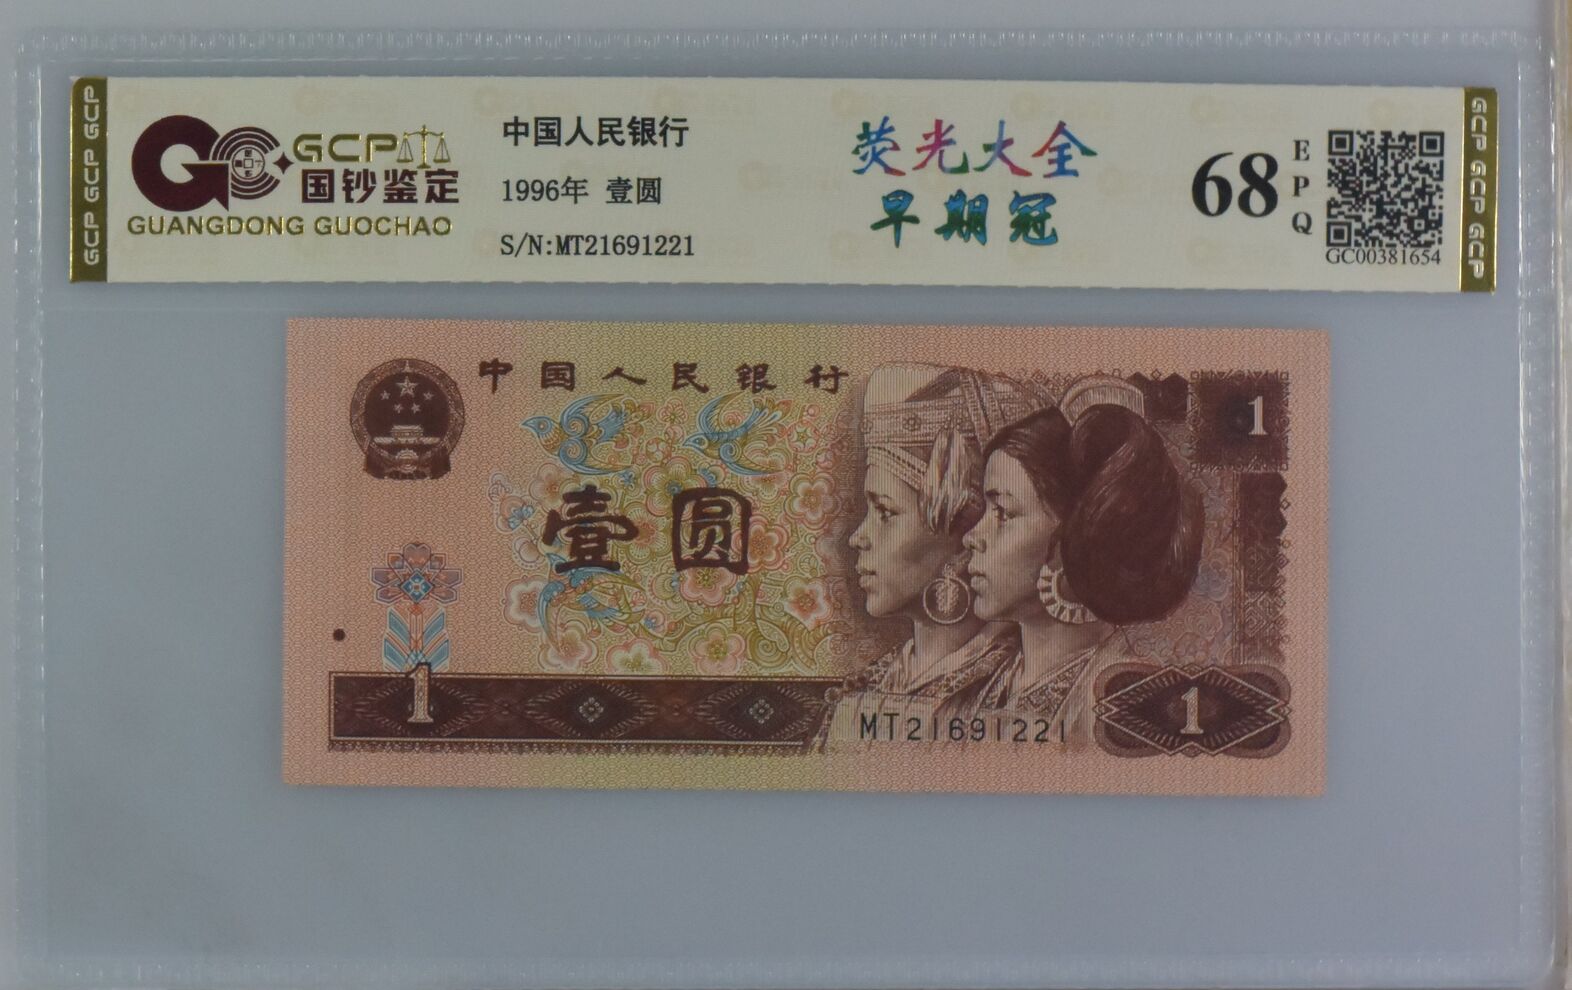 GCP GCP GCP
GCP
国钞鉴定
GUANGDONG GUOCHAO
中国人民银行
1996年 壹圆
S/N:MT21691221
荧光大全
早期冠
68
EPQ
GC00381654
GCP GCP GCP
中国人民银行
1
壹圆
1
MT21691221
1